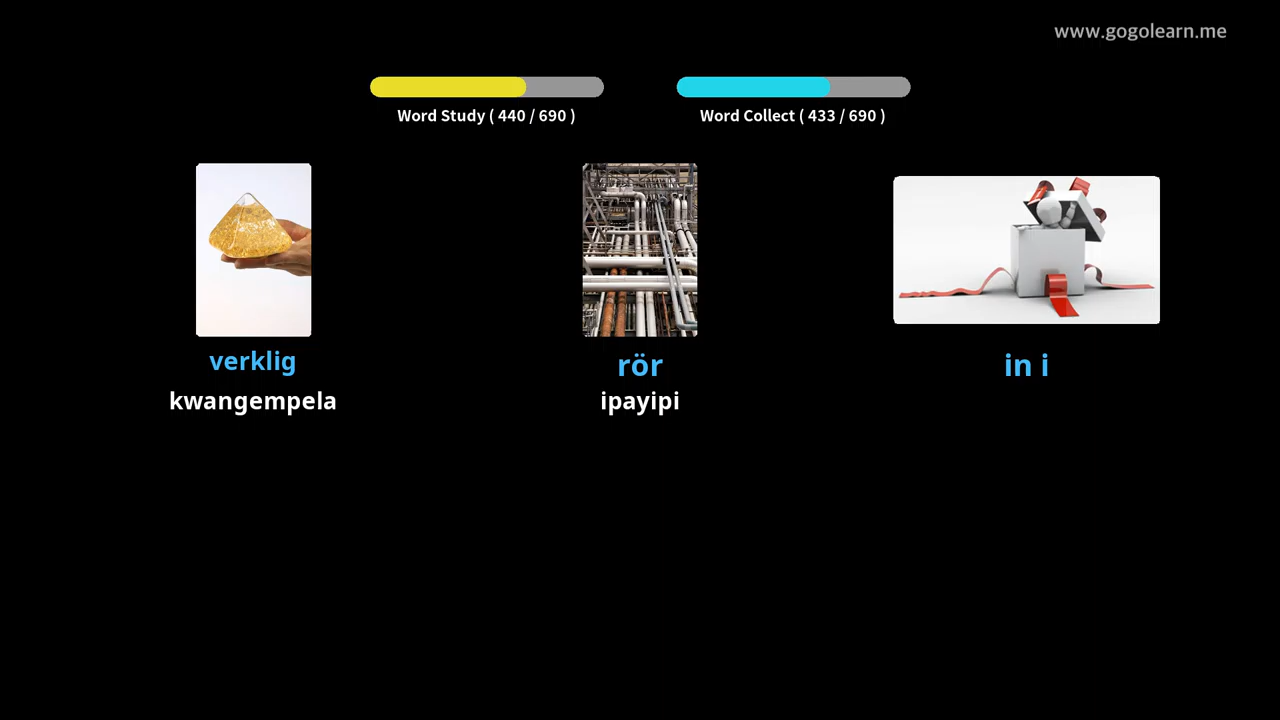 www.gogolearn.me
Word Study ( 440 / 690 )
Word Collect ( 433 / 690 )
verklig
kwangempela
rör
ipayipi
in i